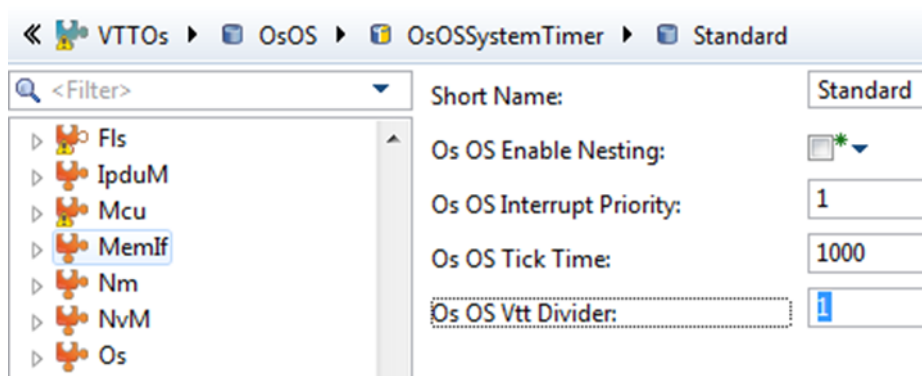 VTTOs OsOS OsOSSystemTimer Standard
<Filter>
Fls
IpduM
Mcu
MemIf
Nm
NvM
Os
Short Name: Standard
Os OS Enable Nesting:
Os OS Interrupt Priority: 1
Os OS Tick Time: 1000
Os OS Vtt Divider: 1